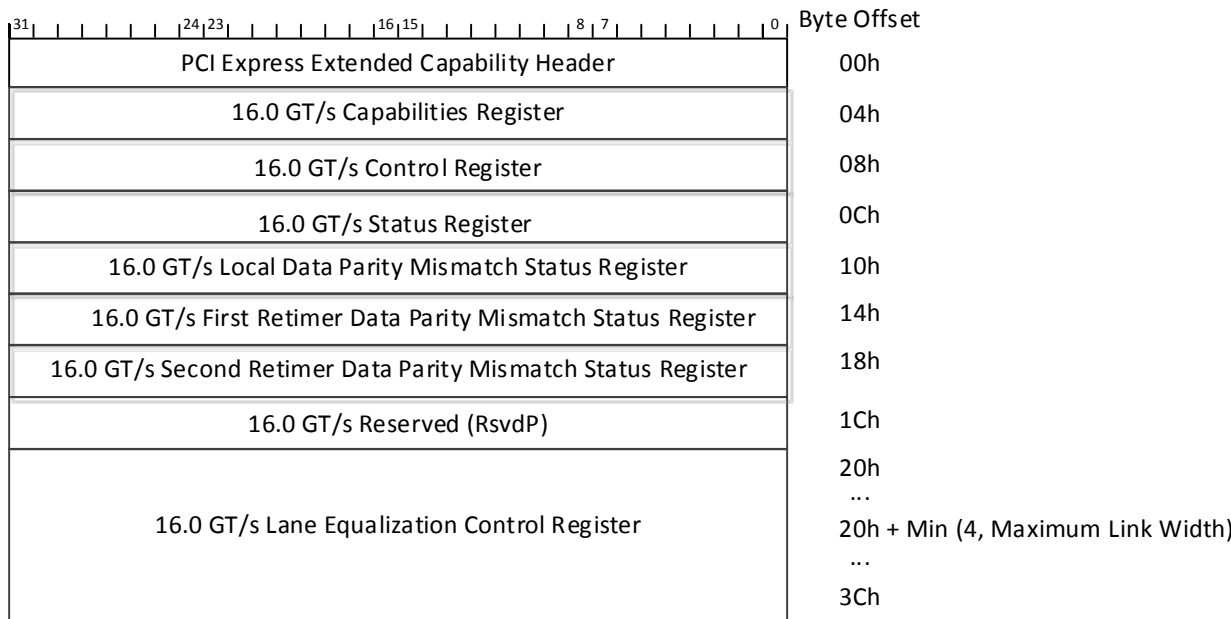 31 24 23 16 15 8 7 0 Byte Offset
PCI Express Extended Capability Header 00h
16.0 GT/s Capabilities Register 04h
16.0 GT/s Control Register 08h
16.0 GT/s Status Register 0Ch
16.0 GT/s Local Data Parity Mismatch Status Register 10h
16.0 GT/s First Retimer Data Parity Mismatch Status Register 14h
16.0 GT/s Second Retimer Data Parity Mismatch Status Register 18h
16.0 GT/s Reserved (RsvdP) 1Ch
20h
...
16.0 GT/s Lane Equalization Control Register 20h + Min (4, Maximum Link Width)
...
3Ch